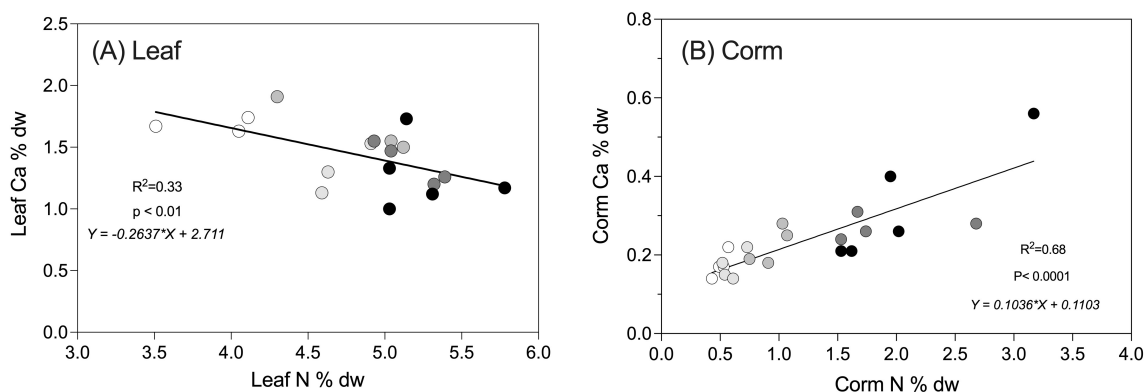 (A) Leaf
Leaf Ca % dw
2.5
2.0
1.5
1.0
0.5
0.0
R²=0.33
p < 0.01
Y = -0.2637*X + 2.711
3.0 3.5 4.0 4.5 5.0 5.5 6.0
Leaf N % dw
(B) Corm
Corm Ca % dw
0.8
0.6
0.4
0.2
0.0
R²=0.68
P< 0.0001
Y = 0.1036*X + 0.1103
0.0 0.5 1.0 1.5 2.0 2.5 3.0 3.5 4.0
Corm N % dw